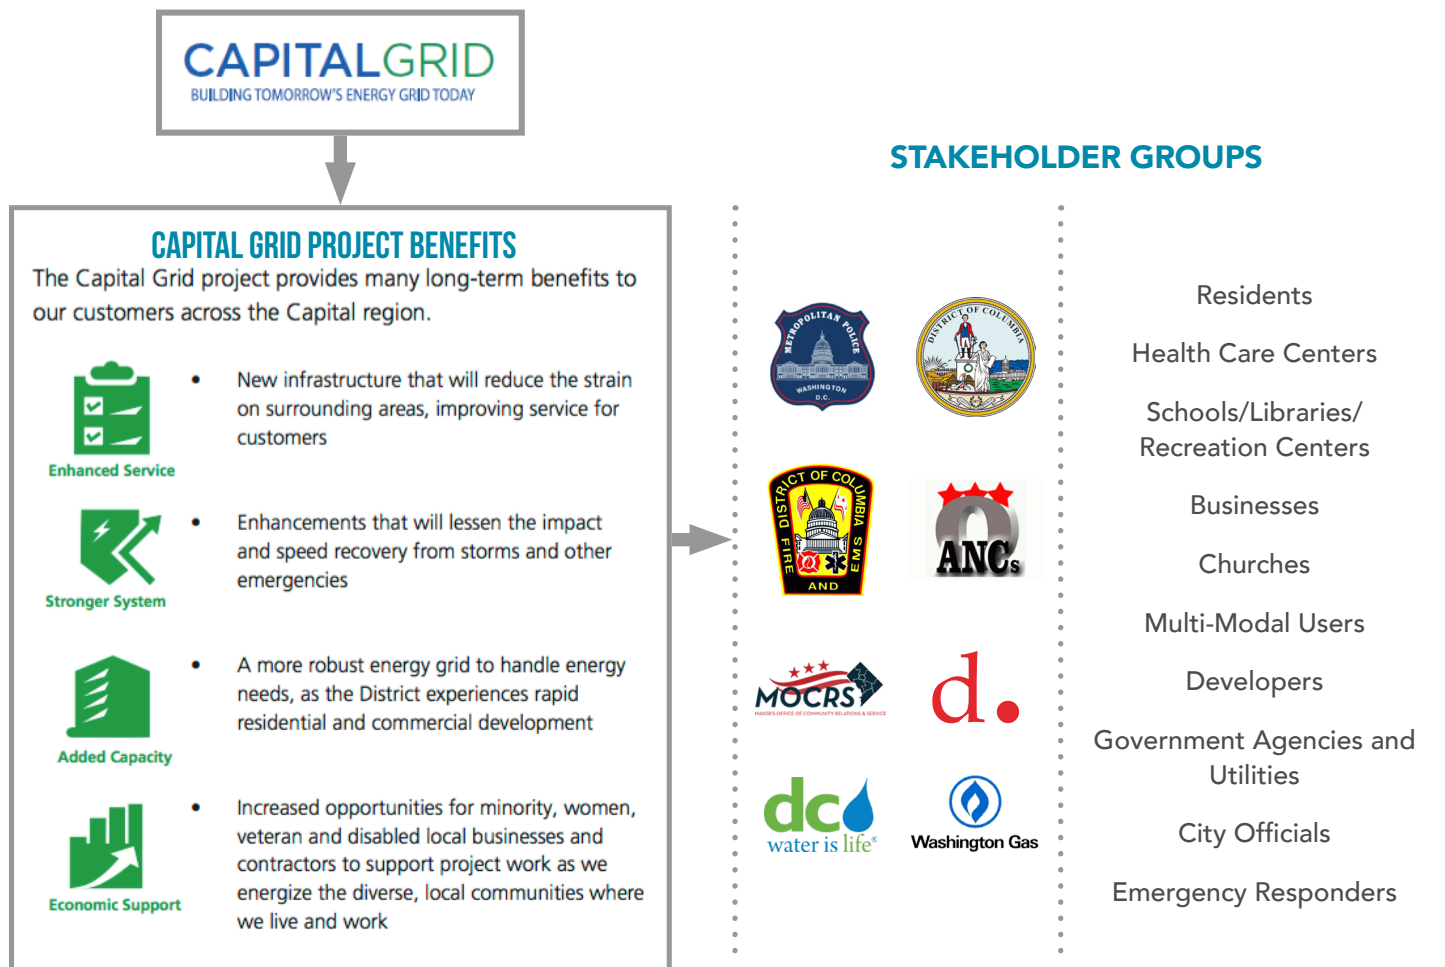 CAPITALGRID
BUILDING TOMORROW'S ENERGY GRID TODAY
CAPITAL GRID PROJECT BENEFITS
The Capital Grid project provides many long-term benefits to
our customers across the Capital region.
Enhanced Service
• New infrastructure that will reduce the strain
on surrounding areas, improving service for
customers
Stronger System
• Enhancements that will lessen the impact
and speed recovery from storms and other
emergencies
Added Capacity
• A more robust energy grid to handle energy
needs, as the District experiences rapid
residential and commercial development
Economic Support
• Increased opportunities for minority, women,
veteran and disabled local businesses and
contractors to support project work as we
energize the diverse, local communities where
we live and work
STAKEHOLDER GROUPS
METROPOLITAN POLICE
WASHINGTON
D.C.
DISTRICT OF COLUMBIA
DISTRICT OF COLUMBIA
FIRE
AND
EMS
ANCs
MOCRS
MAYOR'S OFFICE OF COMMUNITY RELATIONS & SERVICE
d.
dc
water is life®
Washington Gas
Residents
Health Care Centers
Schools/Libraries/
Recreation Centers
Businesses
Churches
Multi-Modal Users
Developers
Government Agencies and
Utilities
City Officials
Emergency Responders